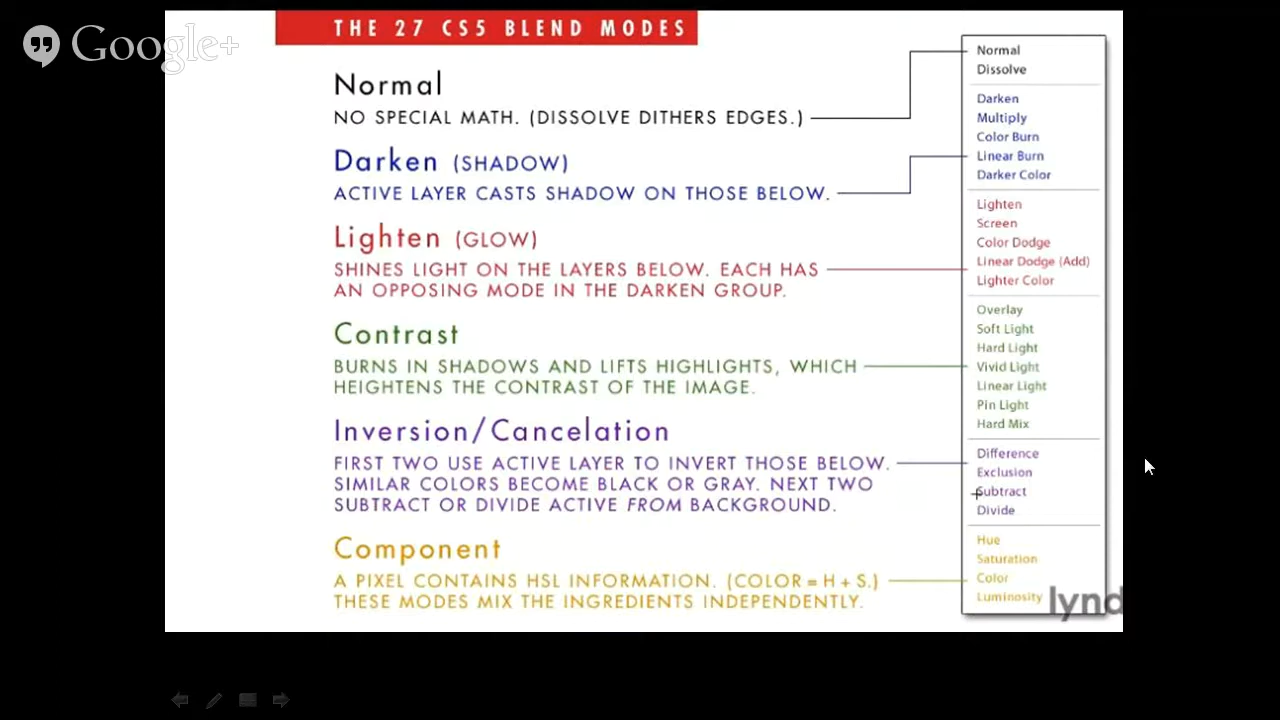 Google+
THE 27 CS5 BLEND MODES
Normal
NO SPECIAL MATH. (DISSOLVE DITHERS EDGES.)
Darken (SHADOW)
ACTIVE LAYER CASTS SHADOW ON THOSE BELOW.
Lighten (GLOW)
SHINES LIGHT ON THE LAYERS BELOW. EACH HAS
AN OPPOSING MODE IN THE DARKEN GROUP.
Contrast
BURNS IN SHADOWS AND LIFTS HIGHLIGHTS, WHICH
HEIGHTENS THE CONTRAST OF THE IMAGE.
Inversion/Cancelation
FIRST TWO USE ACTIVE LAYER TO INVERT THOSE BELOW.
SIMILAR COLORS BECOME BLACK OR GRAY. NEXT TWO
SUBTRACT OR DIVIDE ACTIVE FROM BACKGROUND.
Component
A PIXEL CONTAINS HSL INFORMATION. (COLOR = H + S.)
THESE MODES MIX THE INGREDIENTS INDEPENDENTLY.
Normal
Dissolve
Darken
Multiply
Color Burn
Linear Burn
Darker Color
Lighten
Screen
Color Dodge
Linear Dodge (Add)
Lighter Color
Overlay
Soft Light
Hard Light
Vivid Light
Linear Light
Pin Light
Hard Mix
Difference
Exclusion
Subtract
Divide
Hue
Saturation
Color
Luminosity
lynd